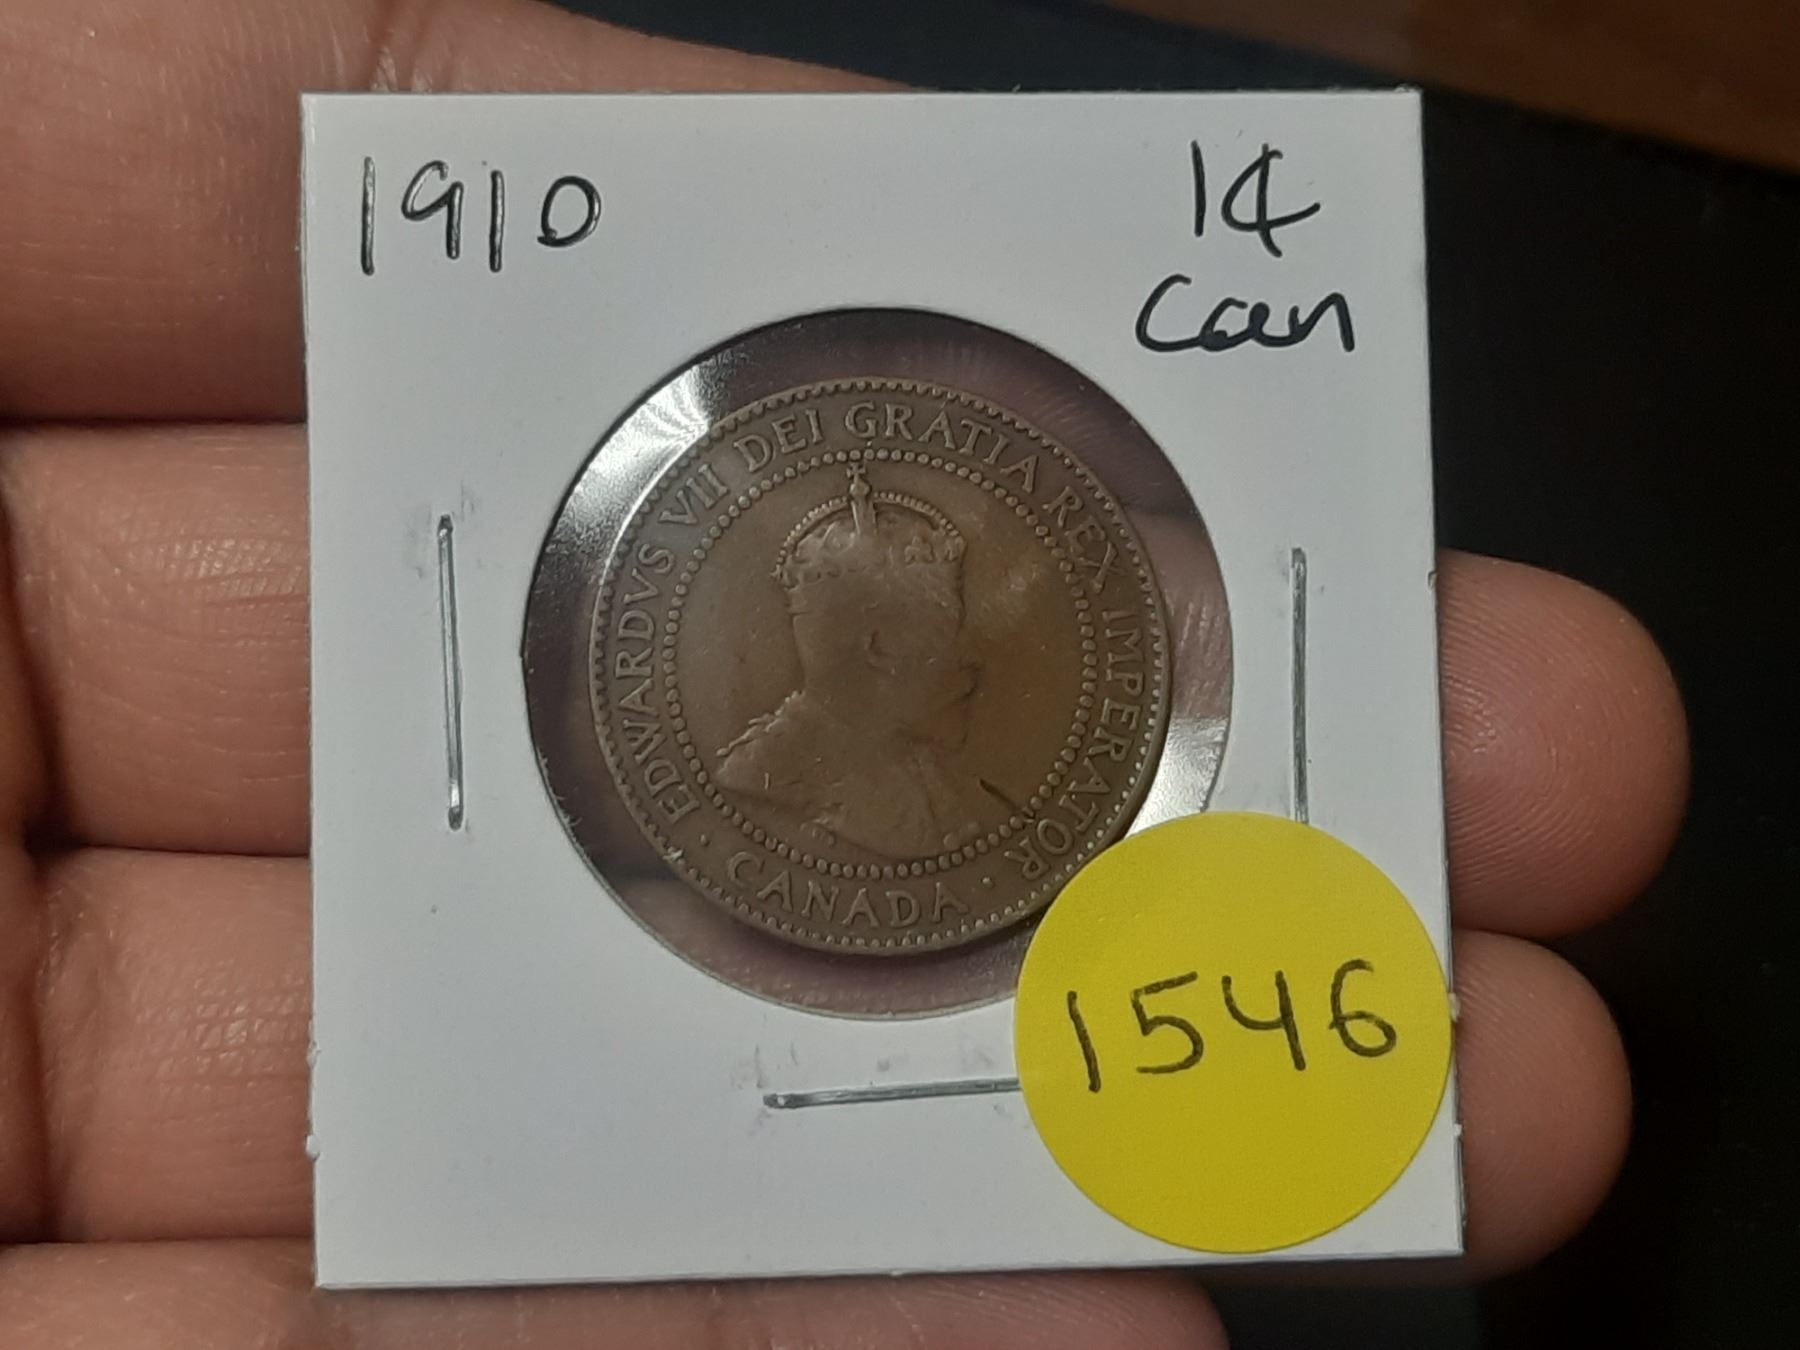 1910
1¢
Can
EDWARDVS VII DEI GRATIA REX IMPERATOR
CANADA
1546